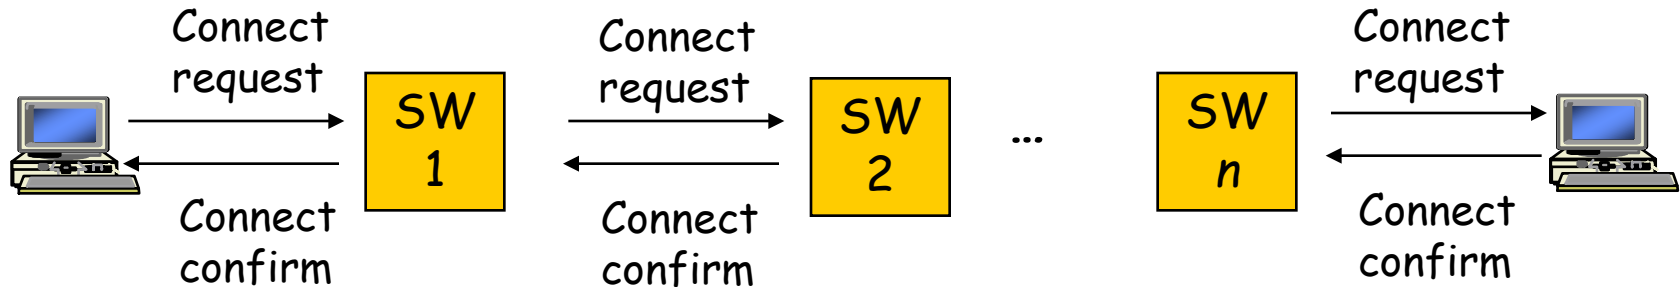 Connect
request
Connect
request
Connect
request
SW
1
SW
2
...
SW
n
Connect
confirm
Connect
confirm
Connect
confirm